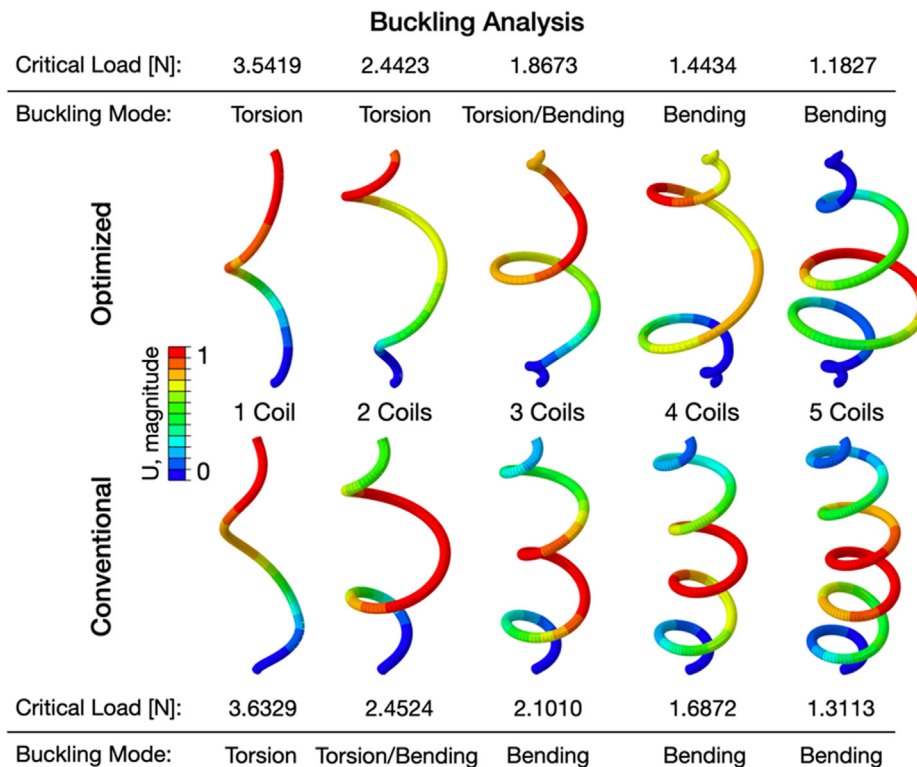 Buckling Analysis
Critical Load [N]: 3.5419 2.4423 1.8673 1.4434 1.1827
Buckling Mode: Torsion Torsion Torsion/Bending Bending Bending
Optimized
U, magnitude
1
0
1 Coil 2 Coils 3 Coils 4 Coils 5 Coils
Conventional
Critical Load [N]: 3.6329 2.4524 2.1010 1.6872 1.3113
Buckling Mode: Torsion Torsion/Bending Bending Bending Bending